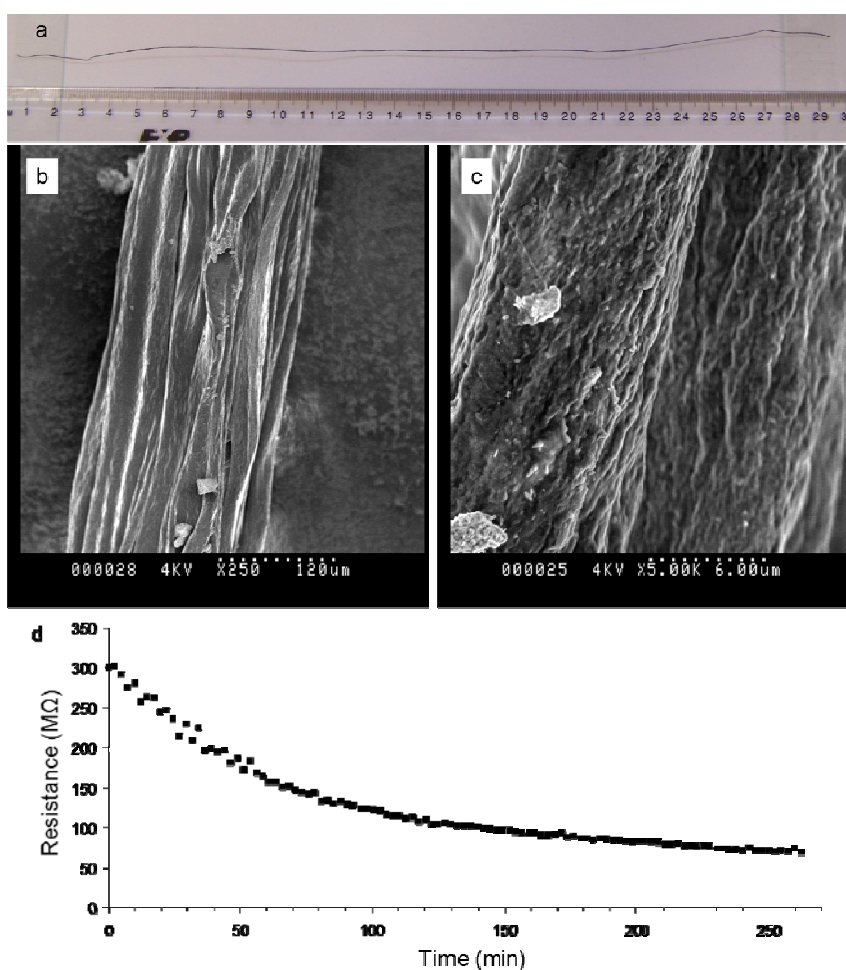 a
1 2 3 4 5 6 7 8 9 10 11 12 13 14 15 16 17 18 19 20 21 22 23 24 25 26 27 28 29 3
b
c
000028 4KV X250 120um
000025 4KV X5.00K 6.00um
d
350
300
250
200
150
100
50
0
Resistance (MΩ)
0 50 100 150 200 250
Time (min)